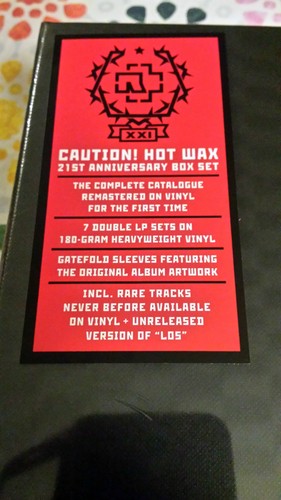 XXI
CAUTION! HOT WAX
21ST ANNIVERSARY BOX SET
THE COMPLETE CATALOGUE
REMASTERED ON VINYL
FOR THE FIRST TIME
7 DOUBLE LP SETS ON
180-GRAM HEAVYWEIGHT VINYL
GATEFOLD SLEEVES FEATURING
THE ORIGINAL ALBUM ARTWORK
INCL. RARE TRACKS
NEVER BEFORE AVAILABLE
ON VINYL + UNRELEASED
VERSION OF "LOS"